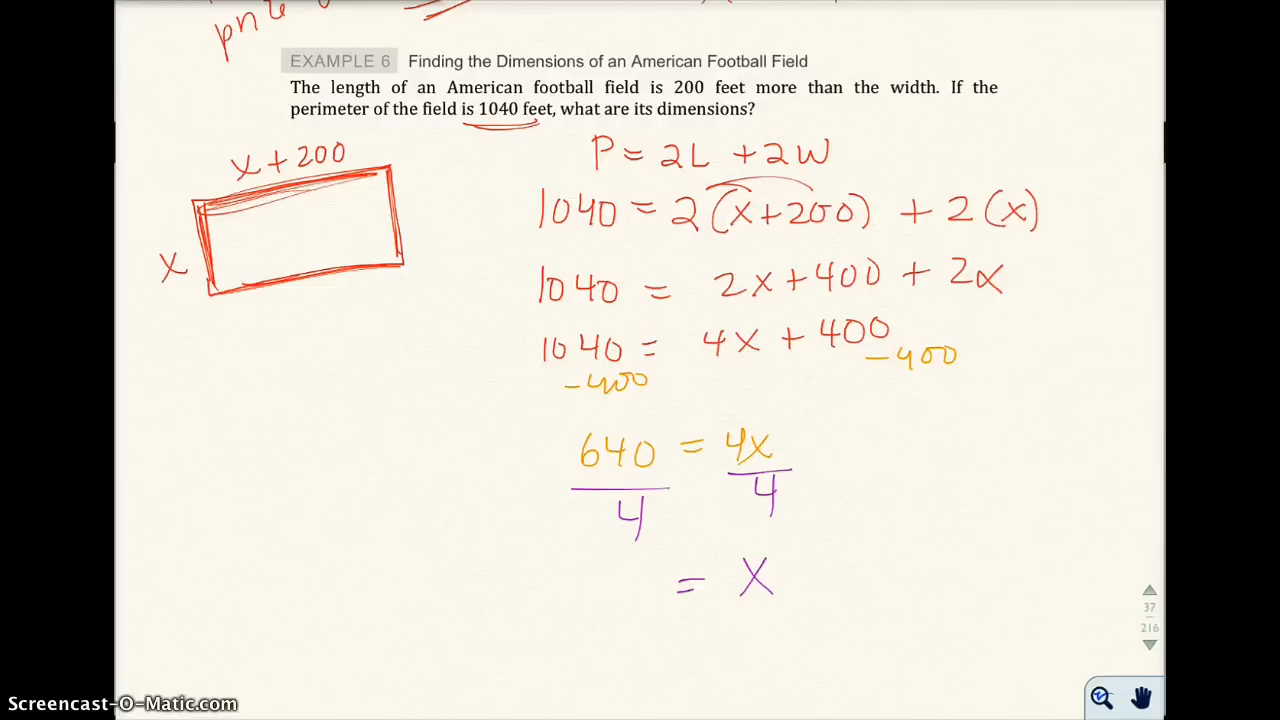 EXAMPLE 6 Finding the Dimensions of an American Football Field
The length of an American football field is 200 feet more than the width. If the
perimeter of the field is 1040 feet, what are its dimensions?
x + 200
x
P = 2L + 2W
1040 = 2(x+200) + 2(x)
1040 = 2x+400 + 2x
1040 = 4x + 400
-400 -400
640 = 4x
4 4
= x
37
216
Screencast-O-Matic.com